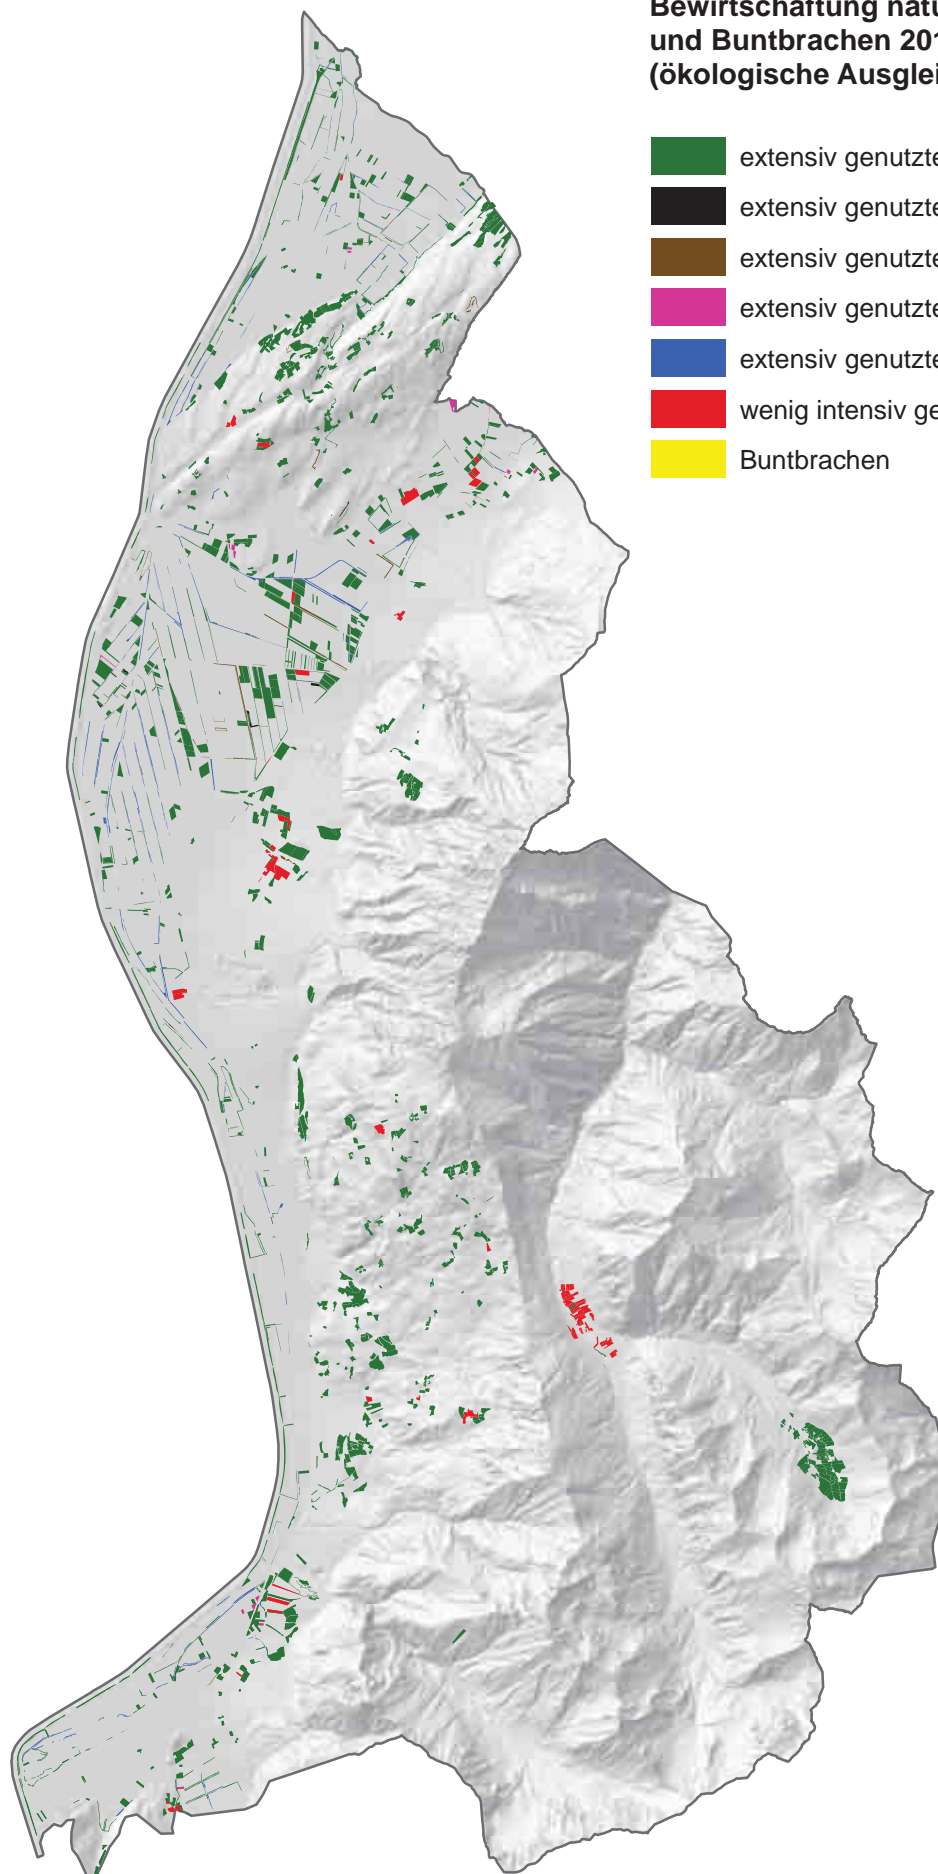 Bewirtschaftung natu
und Buntbrachen 201
(ökologische Ausglei
extensiv genutzte
extensiv genutzte
extensiv genutzte
extensiv genutzte
extensiv genutzte
wenig intensiv ge
Buntbrachen